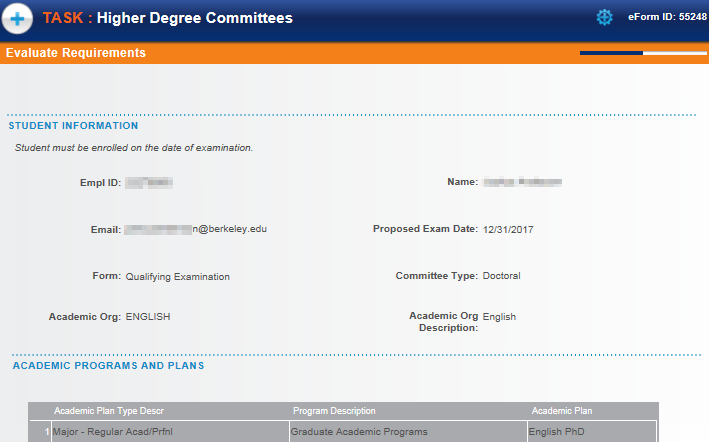 TASK : Higher Degree Committees
eForm ID: 55248
Evaluate Requirements
STUDENT INFORMATION
Student must be enrolled on the date of examination.
Empl ID:
Name:
Email: n@berkeley.edu
Proposed Exam Date: 12/31/2017
Form: Qualifying Examination
Committee Type: Doctoral
Academic Org: ENGLISH
Academic Org Description: English
ACADEMIC PROGRAMS AND PLANS
Academic Plan Type Descr Program Description Academic Plan
1 Major - Regular Acad/Prfnl Graduate Academic Programs English PhD